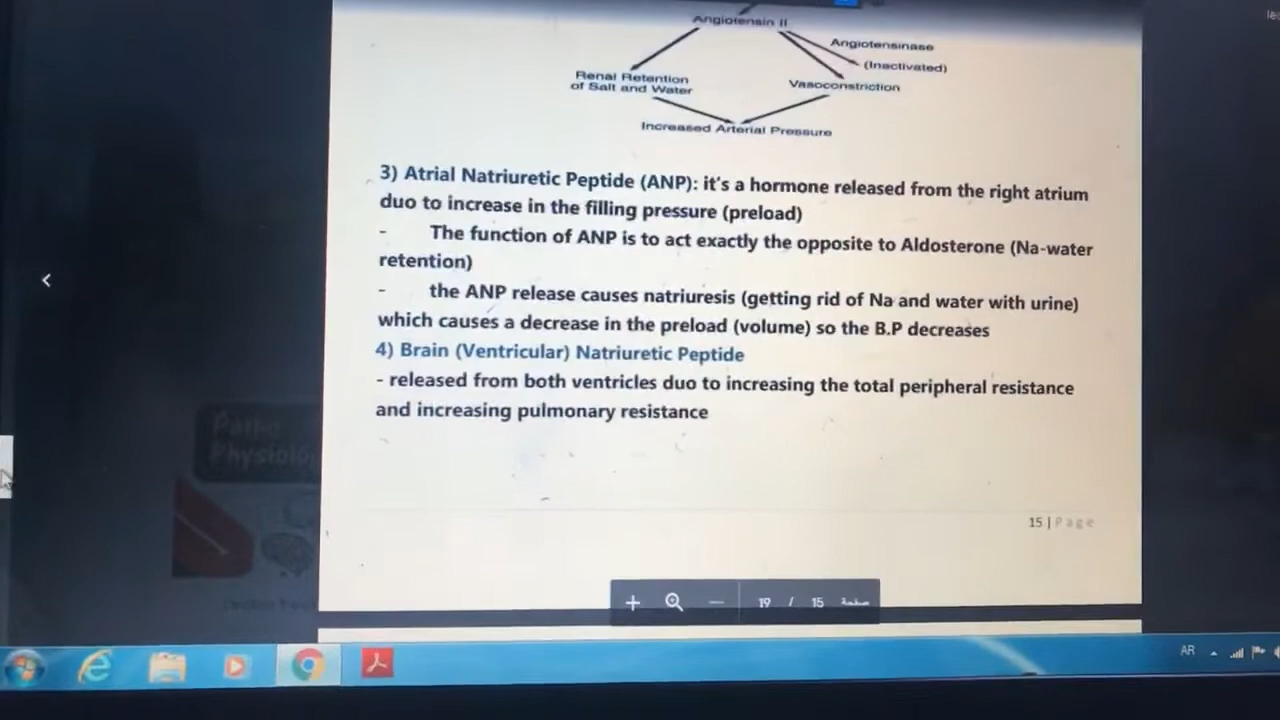 Angiotensin II
Angiotensinase
(Inactivated)
Renal Retention
of Salt and Water
Vasoconstriction
Increased Arterial Pressure
3) Atrial Natriuretic Peptide (ANP): it's a hormone released from the right atrium
duo to increase in the filling pressure (preload)
- The function of ANP is to act exactly the opposite to Aldosterone (Na-water
retention)
- the ANP release causes natriuresis (getting rid of Na and water with urine)
which causes a decrease in the preload (volume) so the B.P decreases
4) Brain (Ventricular) Natriuretic Peptide
- released from both ventricles duo to increasing the total peripheral resistance
and increasing pulmonary resistance
15 | Page
19 / 15 صفحة
AR